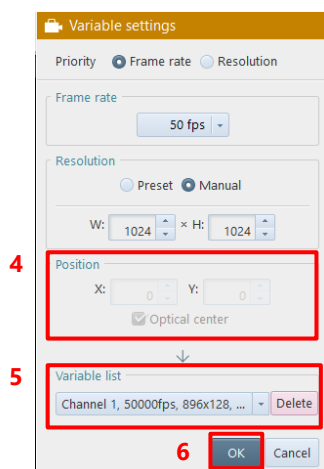 Variable settings
Priority Frame rate Resolution
Frame rate
50 fps
Resolution
Preset Manual
W: 1024 × H: 1024
4
Position
X: 0 Y: 0
Optical center
5
Variable list
Channel 1, 50000fps, 896x128, ... Delete
6
OK Cancel